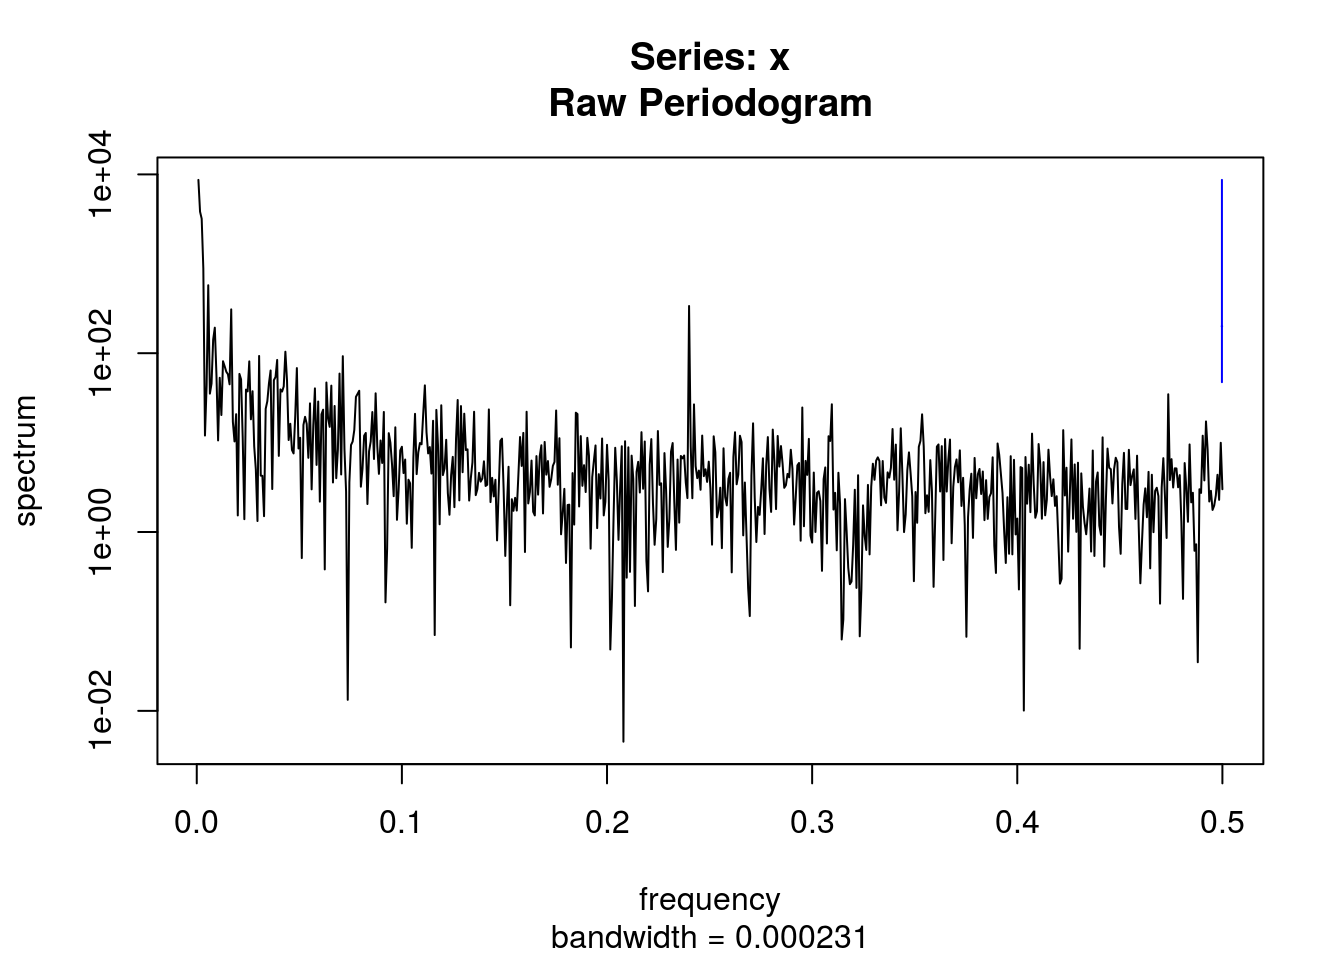 Series: x
Raw Periodogram
spectrum
1e+04
1e+02
1e+00
1e-02
0.0 0.1 0.2 0.3 0.4 0.5
frequency
bandwidth = 0.000231